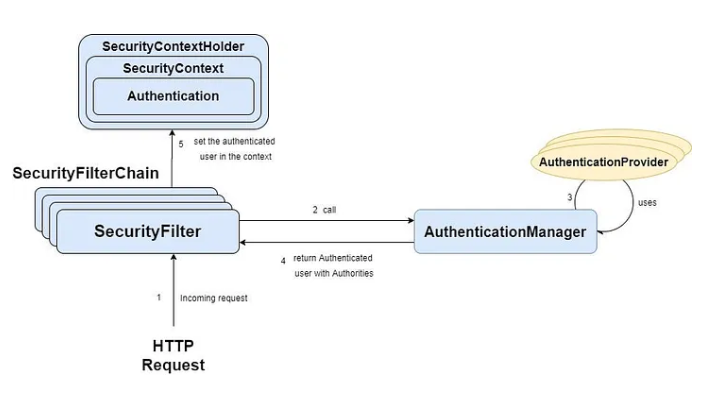 SecurityContextHolder
SecurityContext
Authentication
5 set the authenticated
user in the context
SecurityFilterChain
SecurityFilter
2 call
AuthenticationManager
AuthenticationProvider
3
uses
4 return Authenticated
user with Authorities
1 Incoming request
HTTP
Request